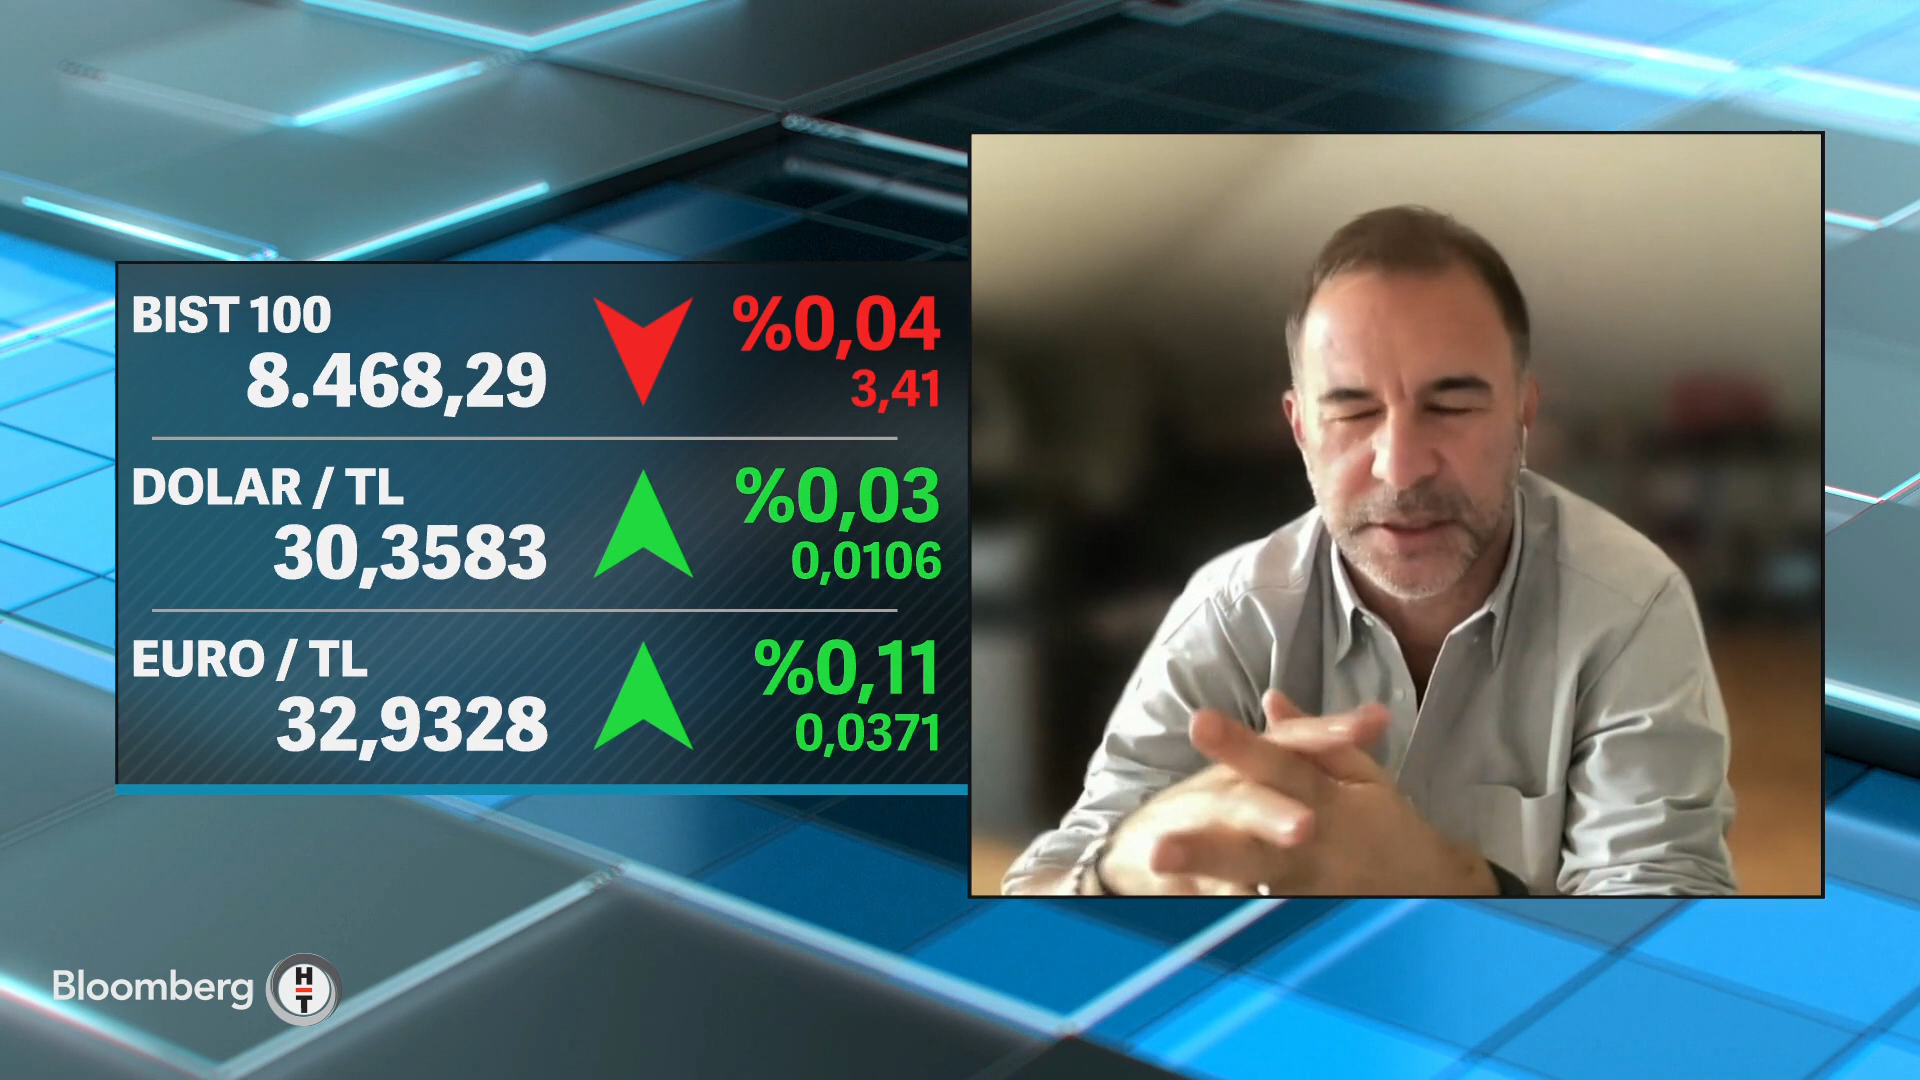 BIST 100
8.468,29
%0,04
3,41
DOLAR / TL
30,3583
%0,03
0,0106
EURO / TL
32,9328
%0,11
0,0371
Bloomberg HT